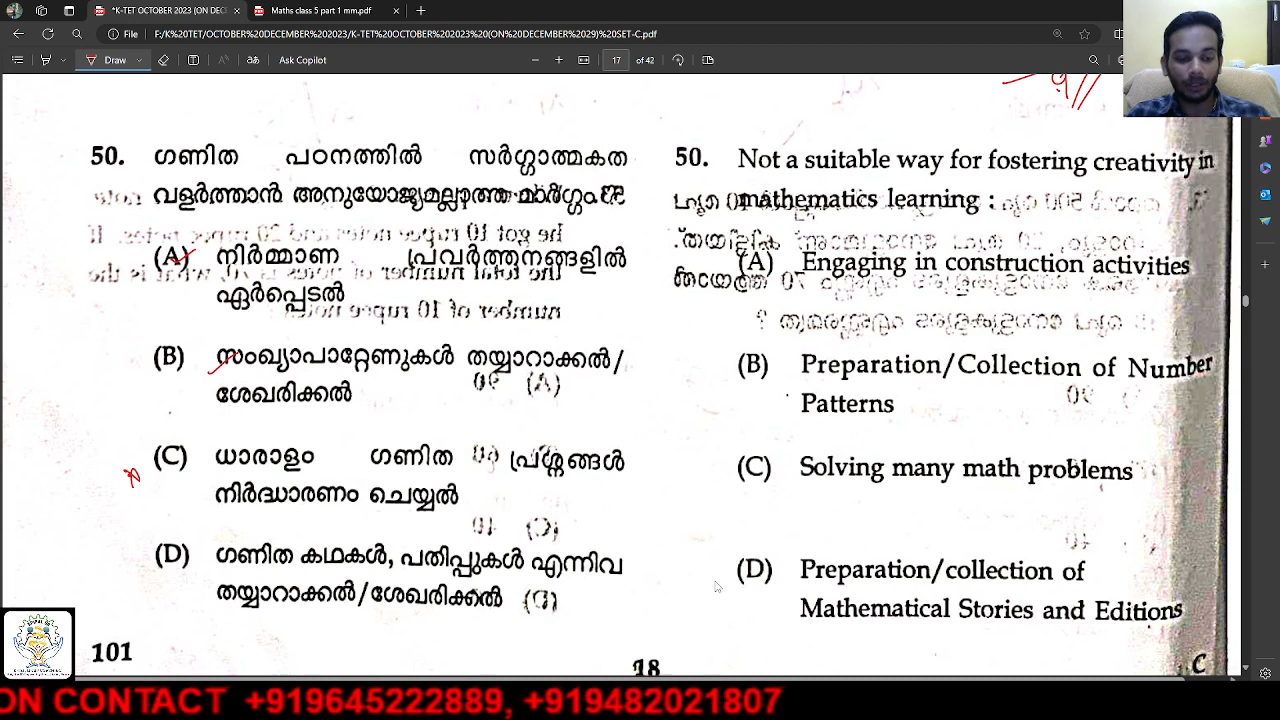 *K-TET OCTOBER 2023 (ON DECEM
Maths class 5 part 1 mm.pdf
File
F:/K%20TET/OCTOBER%20DECEMBER%202023/K-TET%20OCTOBER%202023%20(ON%20DECEMBER%2029)%20SET-C.pdf
Draw
Ask Copilot
17 of 42
50. ഗണിത പഠനത്തിൽ സർഗ്ഗാത്മകത
വളർത്താൻ അനുയോജ്യമല്ലാത്ത മാർഗ്ഗം.
(A) നിർമ്മാണ പ്രവർത്തനങ്ങളിൽ
ഏർപ്പെടൽ
(B) സംഖ്യാപാറ്റേണുകൾ തയ്യാറാക്കൽ/
ശേഖരിക്കൽ
(C) ധാരാളം ഗണിത പ്രശ്നങ്ങൾ
നിർദ്ധാരണം ചെയ്യൽ
(D) ഗണിത കഥകൾ, പതിപ്പുകൾ എന്നിവ
തയ്യാറാക്കൽ/ശേഖരിക്കൽ
50. Not a suitable way for fostering creativity in
mathematics learning :
(A) Engaging in construction activities
(B) Preparation/Collection of Number
Patterns
(C) Solving many math problems
(D) Preparation/collection of
Mathematical Stories and Editions
101
18
C
ON CONTACT +919645222889, +919482021807